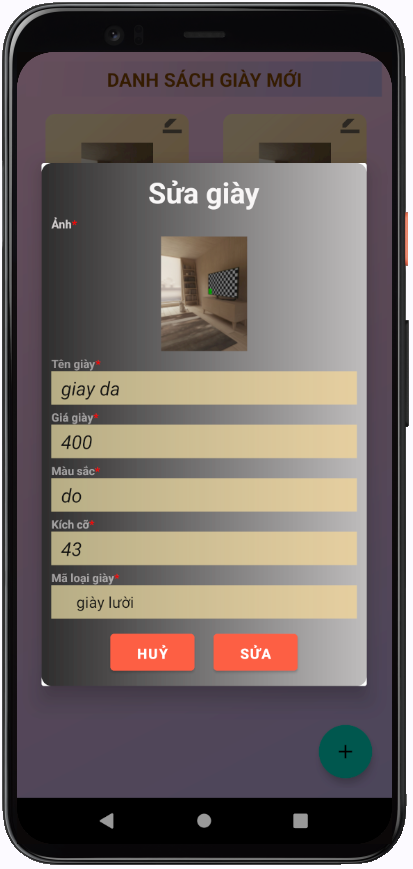 DANH SÁCH GIÀY MỚI
Sửa giày
Ảnh*
Tên giày*
giay da
Giá giày*
400
Màu sắc*
do
Kích cỡ*
43
Mã loại giày*
giày lười
HUỶ SỬA
+